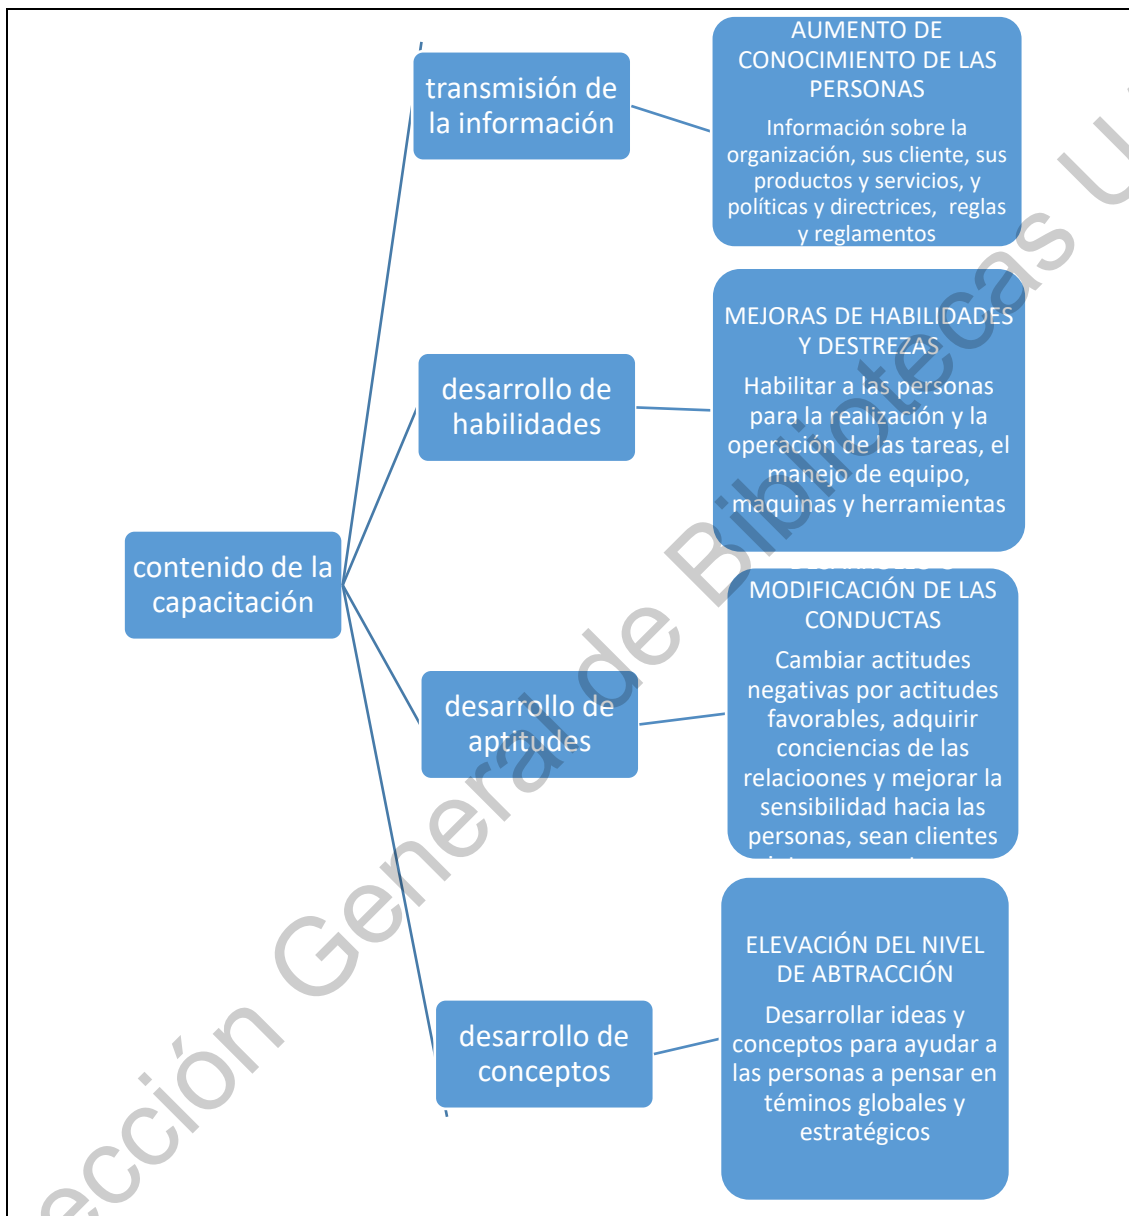 contenido de la
capacitación
transmisión de
la información
AUMENTO DE
CONOCIMIENTO DE LAS
PERSONAS
Información sobre la
organización, sus cliente, sus
productos y servicios, y
políticas y directrices, reglas
y reglamentos
desarrollo de
habilidades
MEJORAS DE HABILIDADES
Y DESTREZAS
Habilitar a las personas
para la realización y la
operación de las tareas, el
manejo de equipo,
maquinas y herramientas
desarrollo de
aptitudes
MODIFICACIÓN DE LAS
CONDUCTAS
Cambiar actitudes
negativas por actitudes
favorables, adquirir
conciencias de las
relacioones y mejorar la
sensibilidad hacia las
personas, sean clientes
desarrollo de
conceptos
ELEVACIÓN DEL NIVEL
DE ABTRACCIÓN
Desarrollar ideas y
conceptos para ayudar a
las personas a pensar en
téminos globales y
estratégicos
ección General de Bibliotecas U